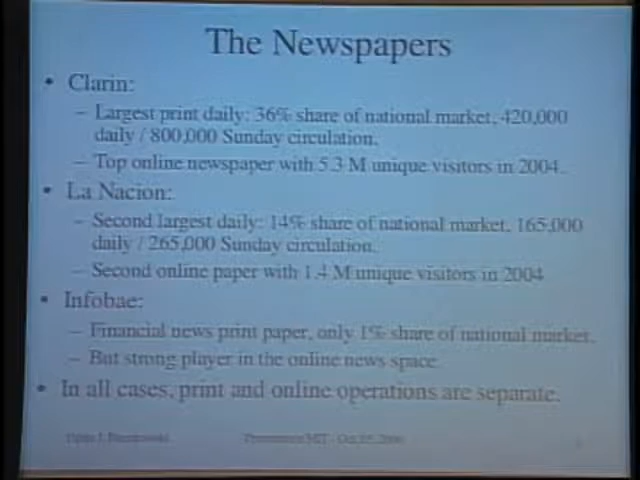 The Newspapers
• Clarin:
– Largest print daily: 36% share of national market, 420,000
daily / 800,000 Sunday circulation.
– Top online newspaper with 5.3 M unique visitors in 2004.
• La Nacion:
– Second largest daily: 14% share of national market, 165,000
daily / 265,000 Sunday circulation.
– Second online paper with 1.4 M unique visitors in 2004
• Infobae:
– Financial news print paper, only 1% share of national market.
– But strong player in the online news space
• In all cases, print and online operations are separate.